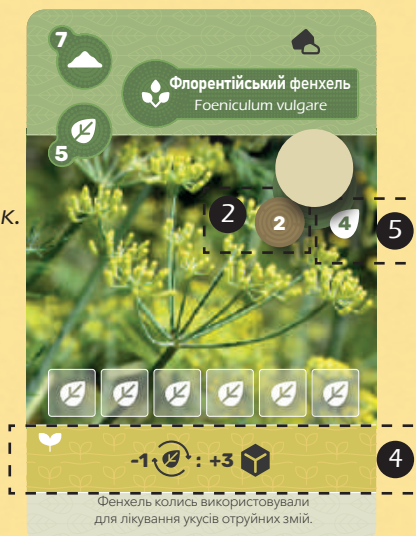 7
Флорентійський фенхель
Foeniculum vulgare
5
к.
2
2
4
5
-1 : +3
4
Фенхель колись використовували
для лікування укусів отруйних змій.